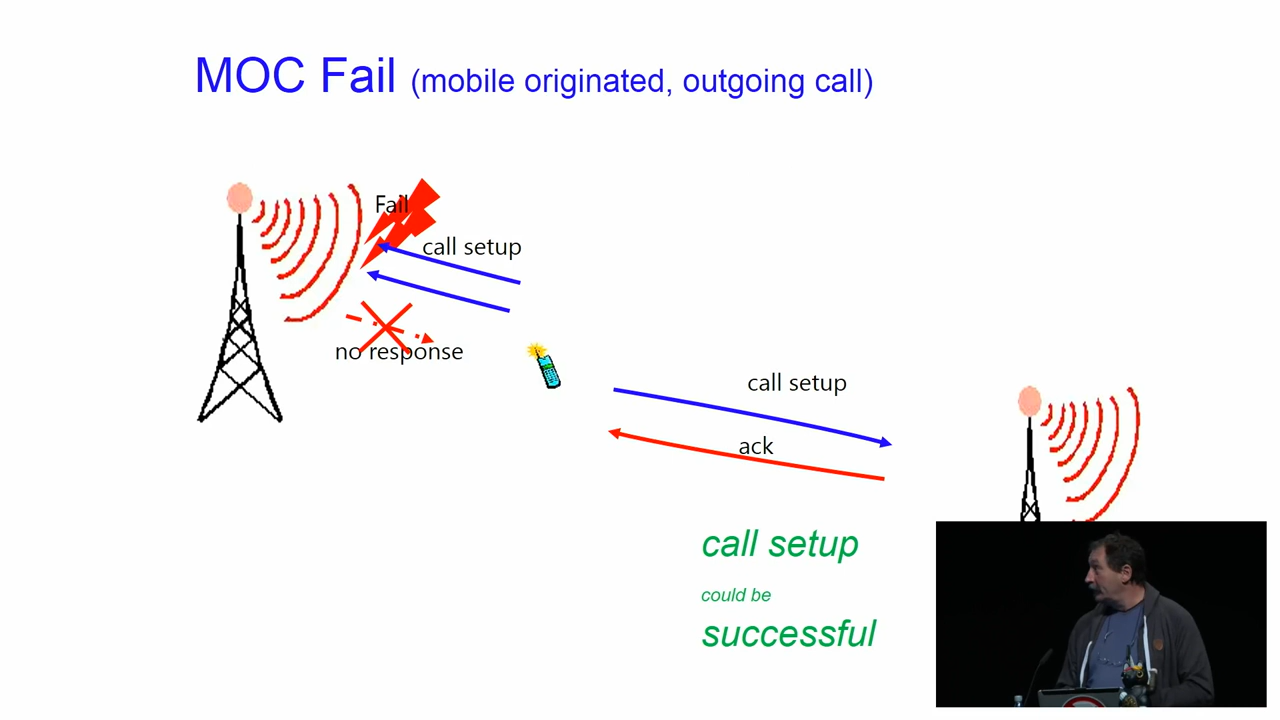 MOC Fail (mobile originated, outgoing call)
Fail
call setup
no response
call setup
ack
call setup
could be
successful